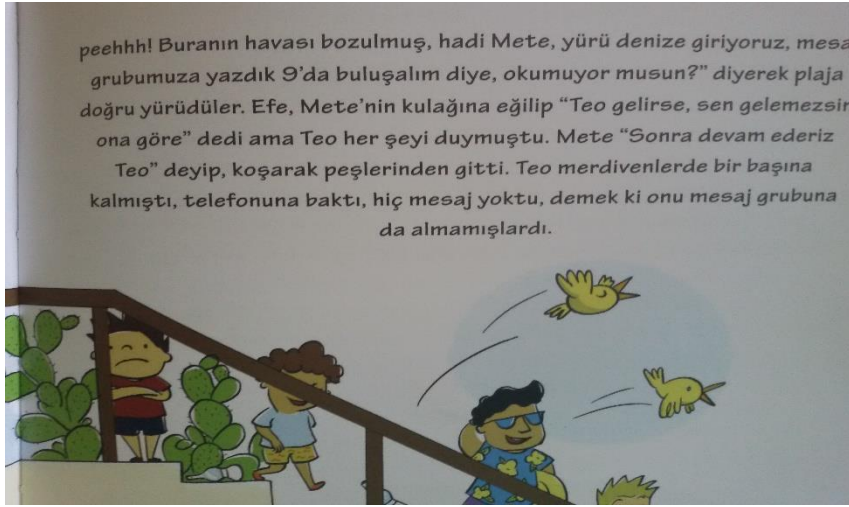 peehhh! Buranın havası bozulmuş, hadi Mete, yürü denize giriyoruz, mesa
grubumuza yazdık 9'da buluşalım diye, okumuyor musun?" diyerek plaja
doğru yürüdüler. Efe, Mete'nin kulağına eğilip "Teo gelirse, sen gelemezsin
ona göre" dedi ama Teo her şeyi duymuştu. Mete "Sonra devam ederiz
Teo" deyip, koşarak peşlerinden gitti. Teo merdivenlerde bir başına
kalmıştı, telefonuna baktı, hiç mesaj yoktu, demek ki onu mesaj grubuna
da almamışlardı.